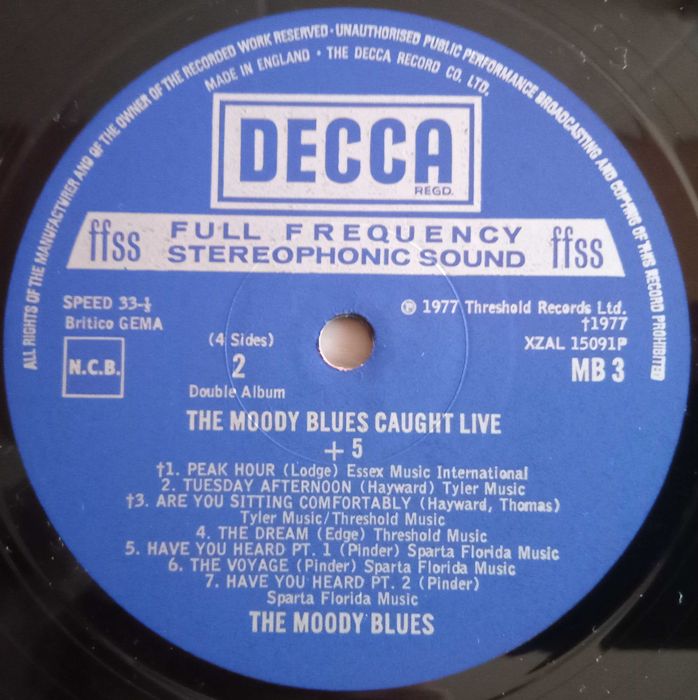 ALL RIGHTS OF THE MANUFACTURER AND OF THE OWNER OF THE RECORDED WORK RESERVED · UNAUTHORISED PUBLIC PERFORMANCE BROADCASTING AND COPYING OF THIS RECORD PROHIBITED
MADE IN ENGLAND · THE DECCA RECORD CO. LTD.
DECCA
REGD.
ffss FULL FREQUENCY ffss
STEREOPHONIC SOUND
SPEED 33-⅓
Britico GEMA
N.C.B.
℗ 1977 Threshold Records Ltd.
†1977
XZAL 15091P
MB 3
(4 Sides)
2
Double Album
THE MOODY BLUES CAUGHT LIVE
+ 5
†1. PEAK HOUR (Lodge) Essex Music International
2. TUESDAY AFTERNOON (Hayward) Tyler Music
†3. ARE YOU SITTING COMFORTABLY (Hayward, Thomas)
Tyler Music/Threshold Music
4. THE DREAM (Edge) Threshold Music
5. HAVE YOU HEARD PT. 1 (Pinder) Sparta Florida Music
6. THE VOYAGE (Pinder) Sparta Florida Music
7. HAVE YOU HEARD PT. 2 (Pinder)
Sparta Florida Music
THE MOODY BLUES